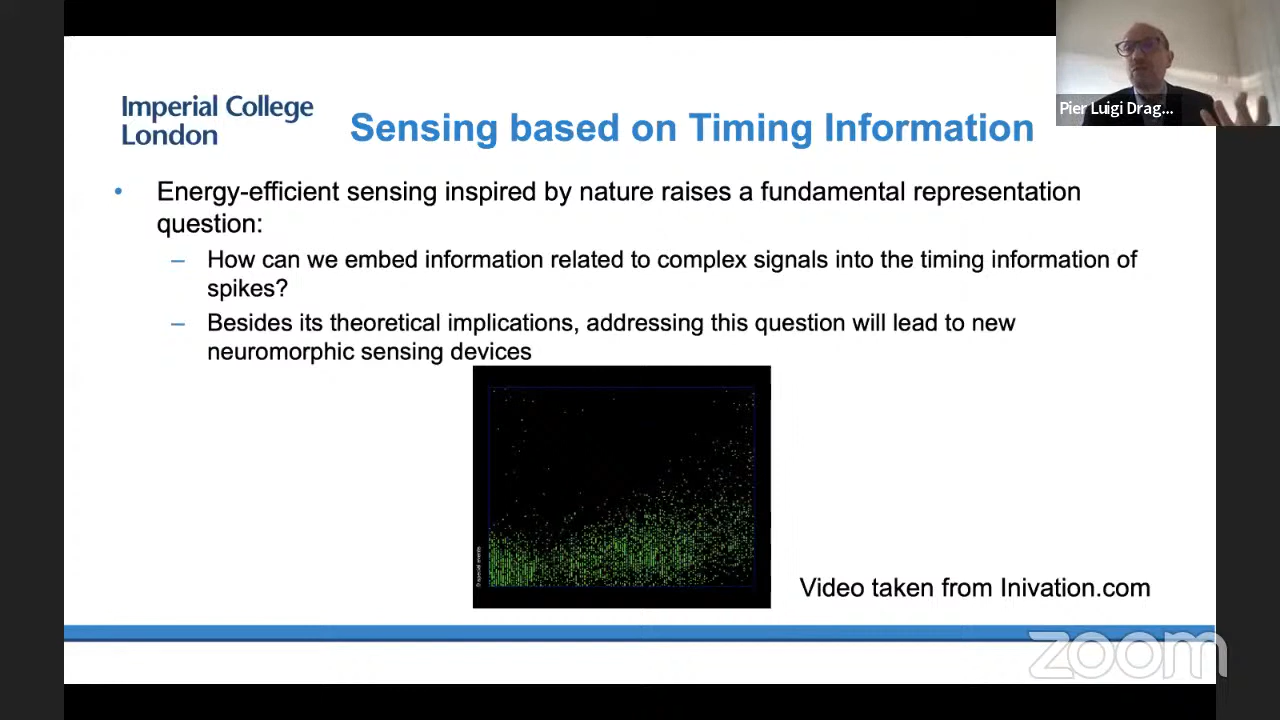 Imperial College
London
Sensing based on Timing Information
Pier Luigi Drag...
• Energy-efficient sensing inspired by nature raises a fundamental representation
question:
– How can we embed information related to complex signals into the timing information of
spikes?
– Besides its theoretical implications, addressing this question will lead to new
neuromorphic sensing devices
Video taken from Inivation.com
zoom